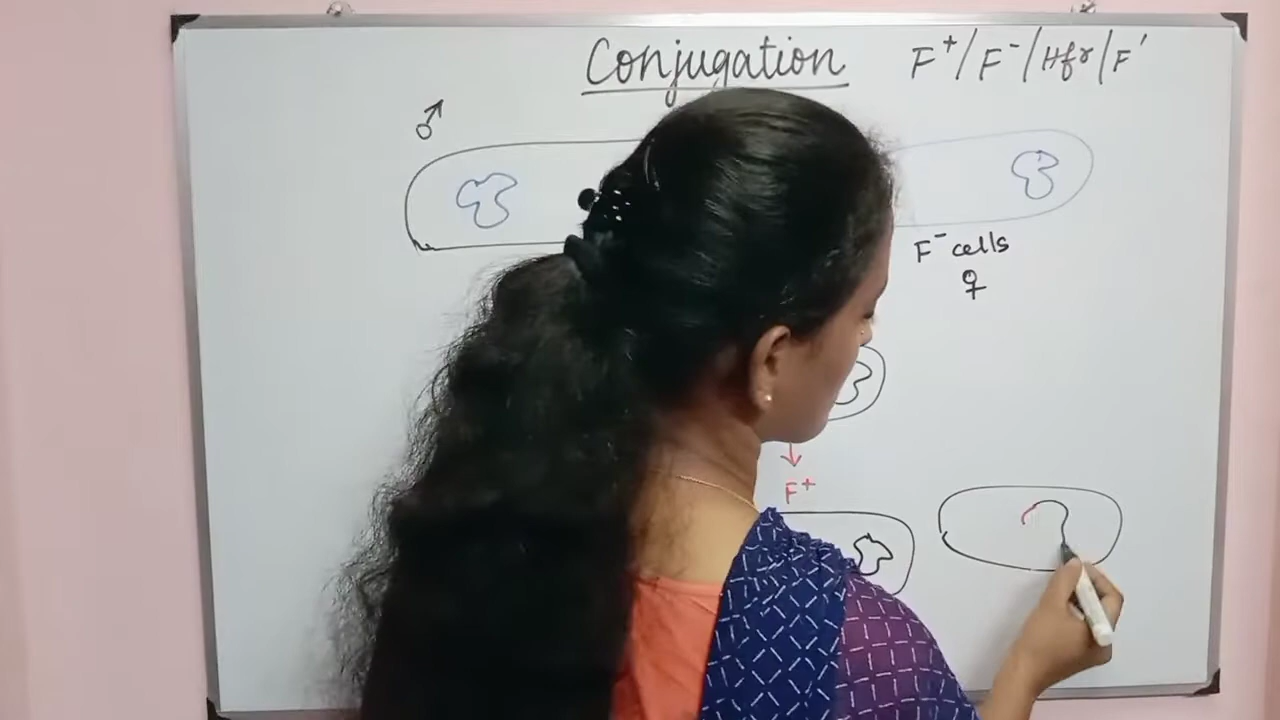 Conjugation F⁺/F⁻/Hfr/F′
♂
F⁻ cells
♀
F⁺